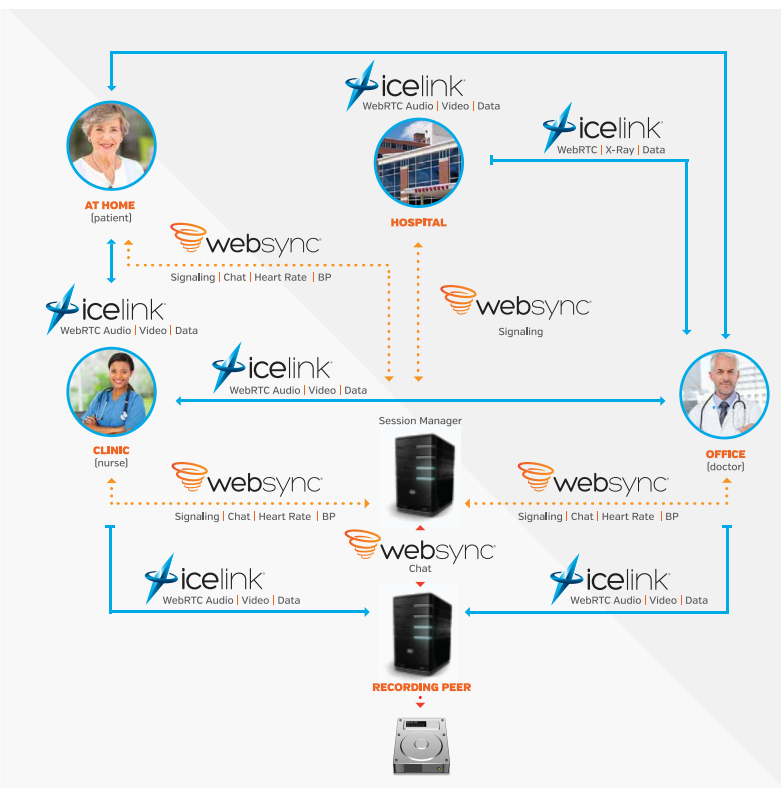 icelink
WebRTC Audio | Video | Data
icelink
WebRTC | X-Ray | Data
AT HOME
(patient)
HOSPITAL
websync
Signaling | Chat | Heart Rate | BP
icelink
WebRTC Audio | Video | Data
websync
Signaling
icelink
WebRTC Audio | Video | Data
Session Manager
CLINIC
(nurse)
OFFICE
(doctor)
websync
Signaling | Chat | Heart Rate | BP
websync
Signaling | Chat | Heart Rate | BP
websync
Chat
icelink
WebRTC Audio | Video | Data
icelink
WebRTC Audio | Video | Data
RECORDING PEER